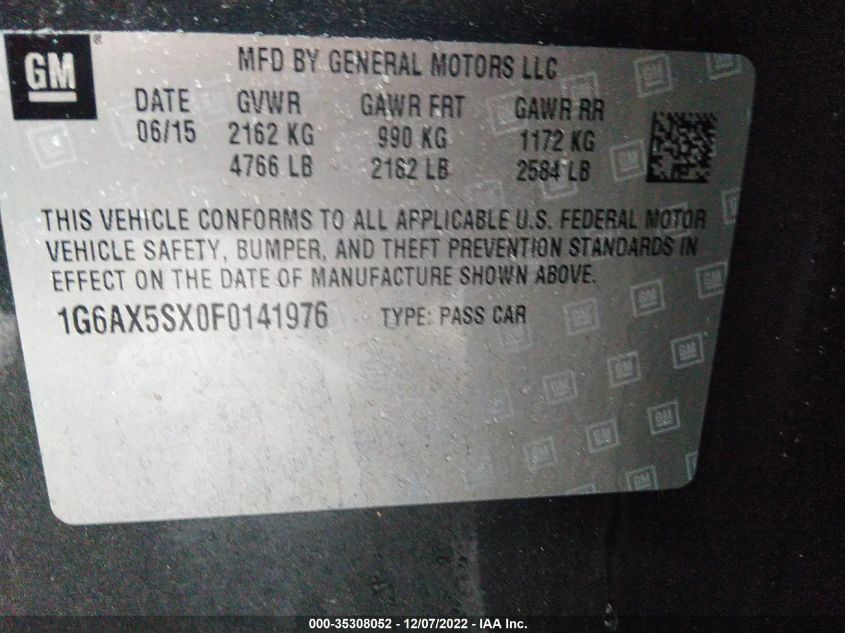 GM
MFD BY GENERAL MOTORS LLC
DATE GVWR GAWR FRT GAWR RR
06/15 2162 KG 990 KG 1172 KG
4766 LB 2182 LB 2584 LB
THIS VEHICLE CONFORMS TO ALL APPLICABLE U.S. FEDERAL MOTOR
VEHICLE SAFETY, BUMPER, AND THEFT PREVENTION STANDARDS IN
EFFECT ON THE DATE OF MANUFACTURE SHOWN ABOVE.
1G6AX5SX0F0141976 TYPE: PASS CAR
000-35308052 - 12/07/2022 - IAA Inc.